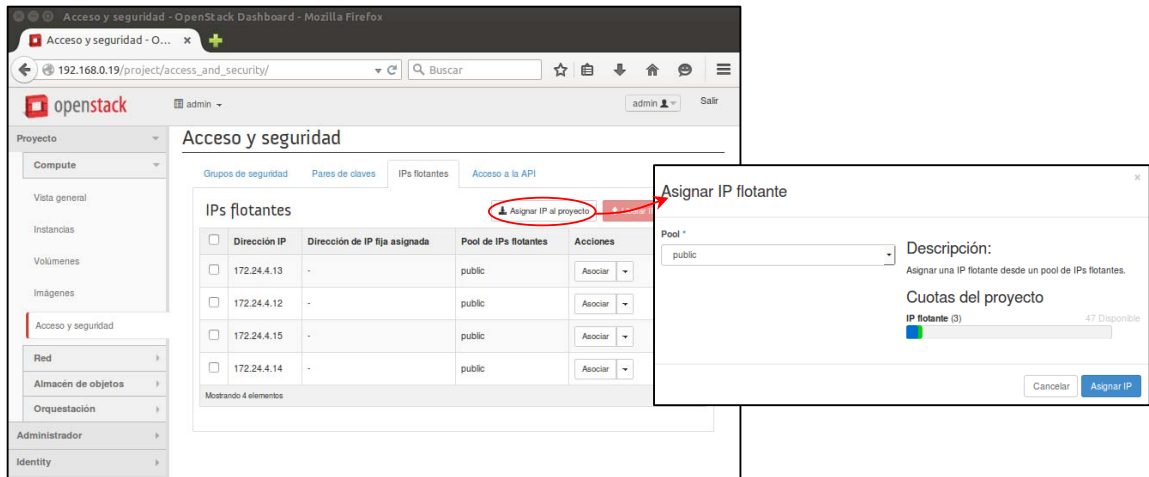 Acceso y seguridad - OpenStack Dashboard - Mozilla Firefox
Acceso y seguridad - O...
192.168.0.19/project/access_and_security/
Buscar
openstack
admin
admin
Salir
Proyecto
Compute
Vista general
Instancias
Volúmenes
Imágenes
Acceso y seguridad
Red
Almacén de objetos
Orquestación
Administrador
Identity
Acceso y seguridad
Grupos de seguridad Pares de claves IPs flotantes Acceso a la API
IPs flotantes
Asignar IP al proyecto
Dirección IP Dirección de IP fija asignada Pool de IPs flotantes Acciones
172.24.4.13 - public Asociar
172.24.4.12 - public Asociar
172.24.4.15 - public Asociar
172.24.4.14 - public Asociar
Mostrando 4 elementos
Asignar IP flotante
Pool *
public
Descripción:
Asignar una IP flotante desde un pool de IPs flotantes.
Cuotas del proyecto
IP flotante (3) 47 Disponible
Cancelar Asignar IP